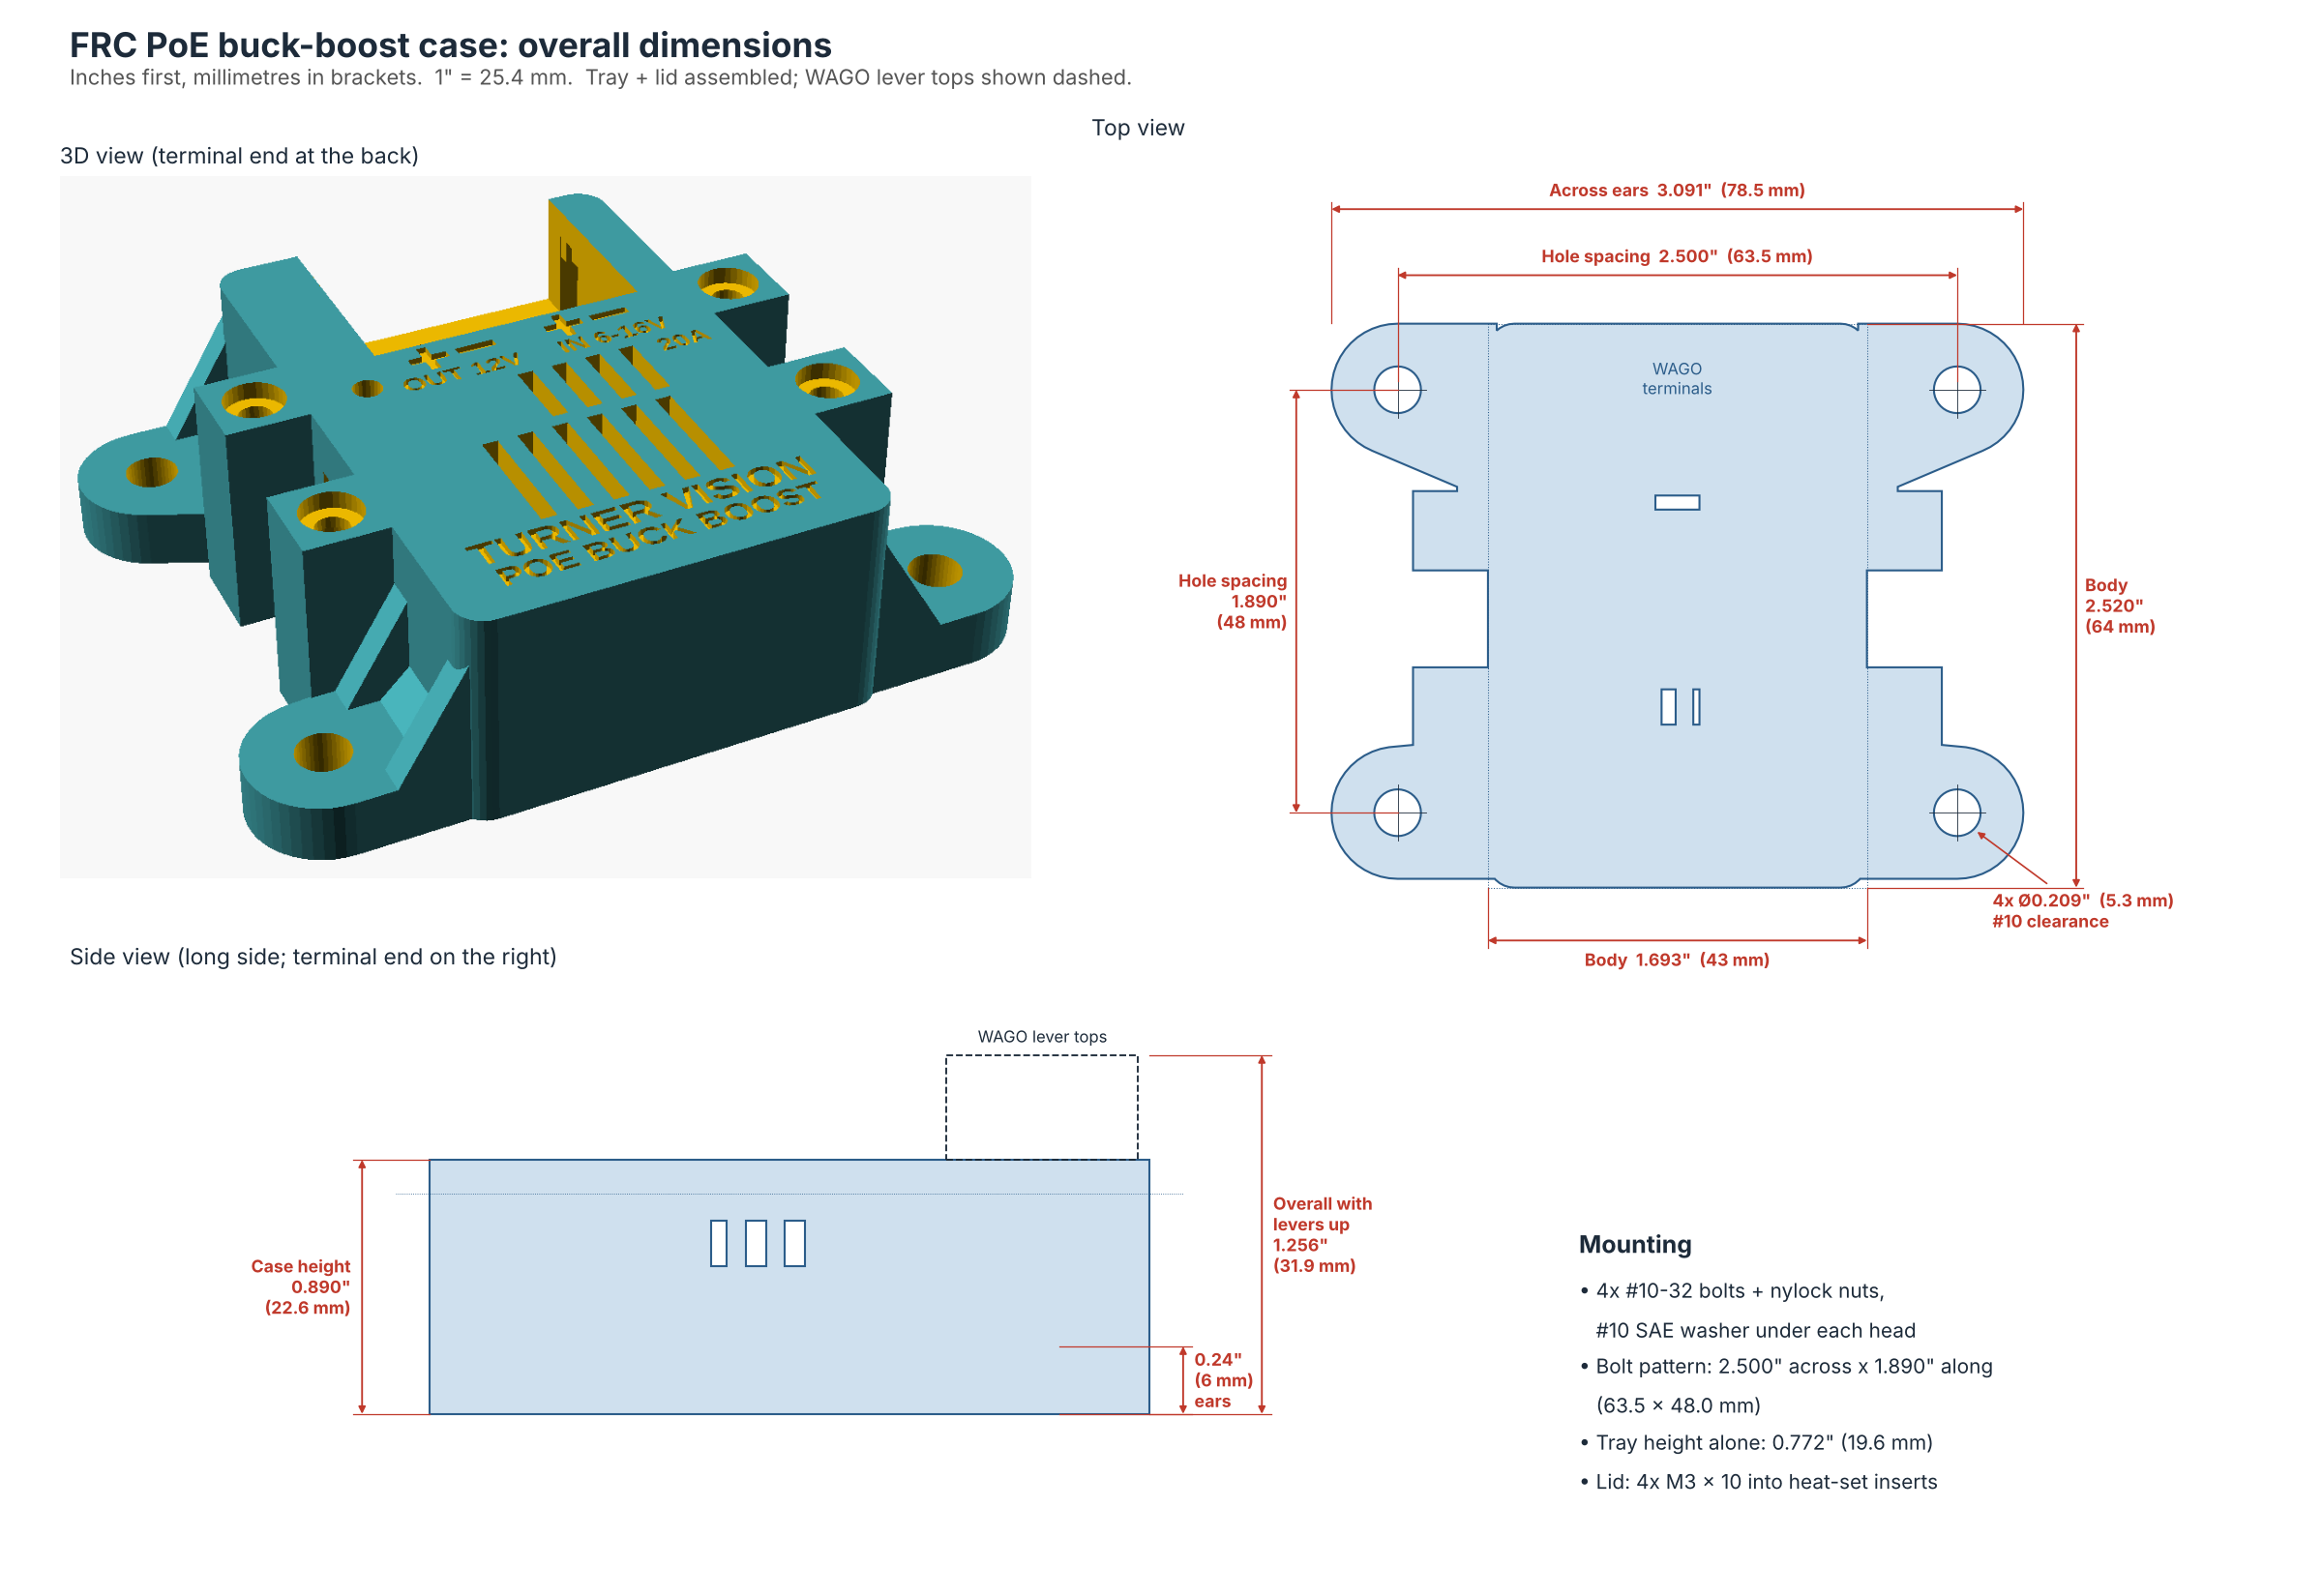 FRC PoE buck-boost case: overall dimensions
Inches first, millimetres in brackets.  1" = 25.4 mm.  Tray + lid assembled; WAGO lever tops shown dashed.
3D view (terminal end at the back)
+ −
IN 6-16V
20A
+ −
OUT 12V
TURNER VISION
POE BUCK BOOST
Top view
Across ears  3.091"  (78.5 mm)
Hole spacing  2.500"  (63.5 mm)
WAGO
terminals
Hole spacing
1.890"
(48 mm)
Body
2.520"
(64 mm)
4x Ø0.209"  (5.3 mm)
#10 clearance
Body  1.693"  (43 mm)
Side view (long side; terminal end on the right)
WAGO lever tops
Case height
0.890"
(22.6 mm)
Overall with
levers up
1.256"
(31.9 mm)
0.24"
(6 mm)
ears
Mounting
• 4x #10-32 bolts + nylock nuts,
#10 SAE washer under each head
• Bolt pattern: 2.500" across x 1.890" along
(63.5 × 48.0 mm)
• Tray height alone: 0.772" (19.6 mm)
• Lid: 4x M3 × 10 into heat-set inserts